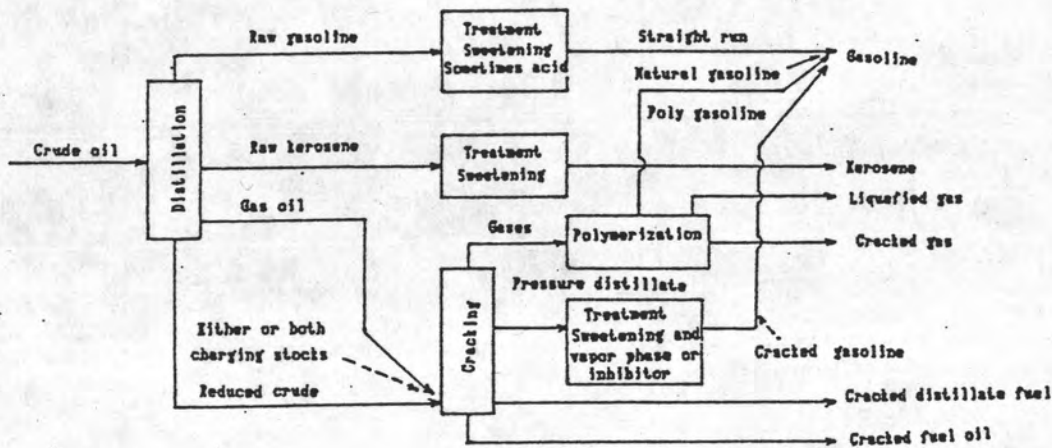 Raw gasoline
Treatment
Sweetening
Sometimes acid
Straight run
Natural gasoline
Gasoline
Poly gasoline
Crude oil
Distillation
Raw kerosene
Treatment
Sweetening
Kerosene
Gas oil
Liquefied gas
Gases
Polymerization
Cracked gas
Pressure distillate
Cracking
Treatment
Sweetening and
vapor phase or
inhibitor
Either or both
charging stocks
Cracked gasoline
Reduced crude
Cracked distillate fuel
Cracked fuel oil